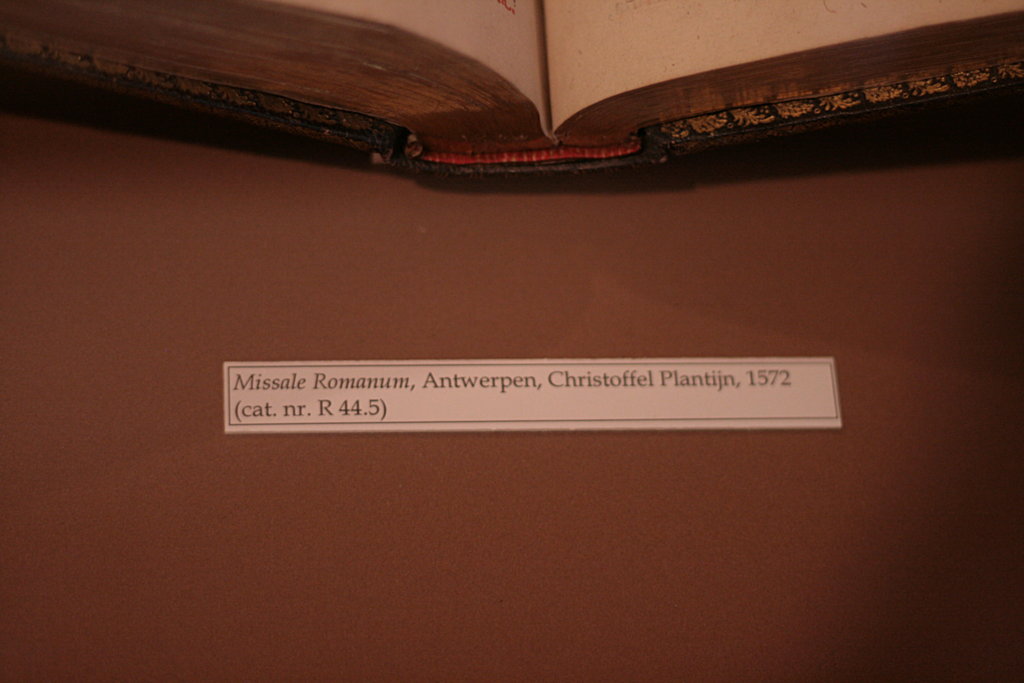 Missale Romanum, Antwerpen, Christoffel Plantijn, 1572
(cat. nr. R 44.5)